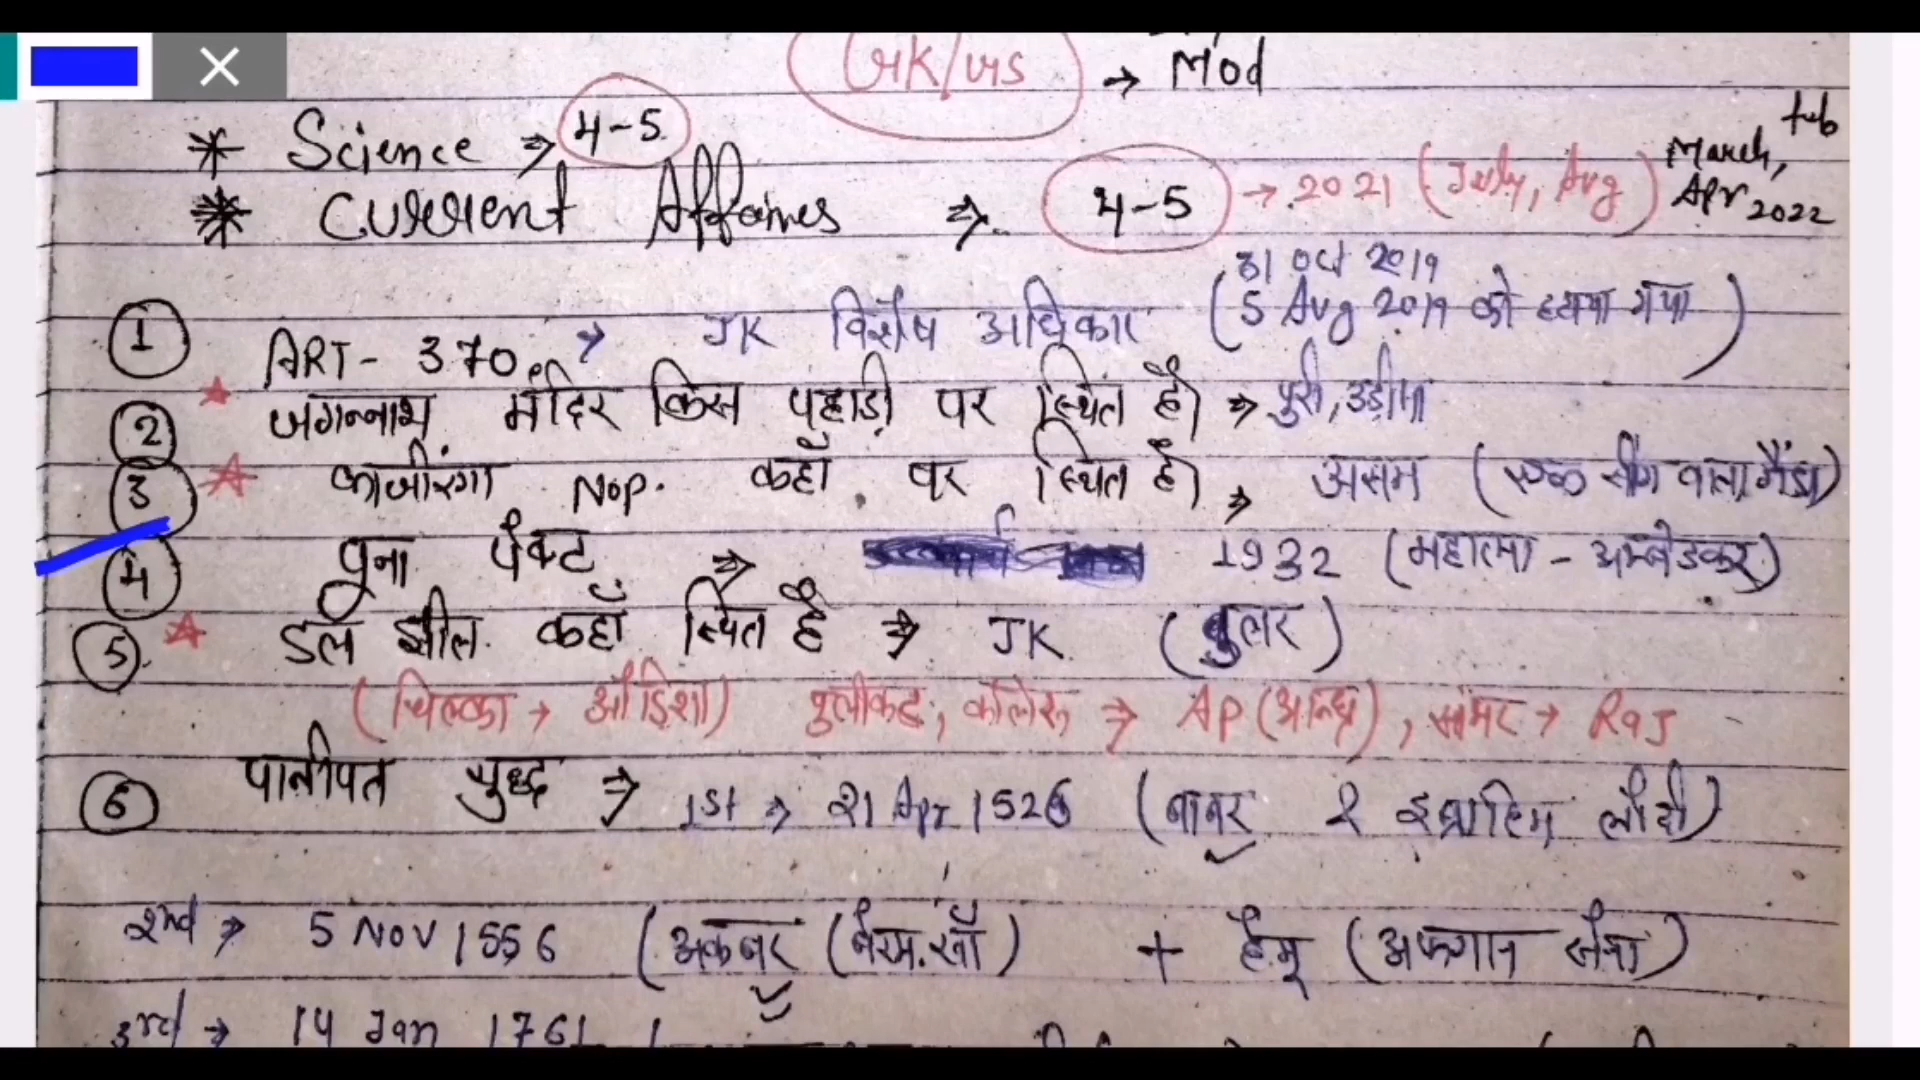 GK/GS → Mod
* Science → 4-5
* Current Affaires ⇒ 4-5 → 2021 (July, Aug) Feb March, Apr 2022
31 Oct 2019
① ART- 370 → JK विशेष अधिकार (5 Aug 2019 को हटाया गया)
② जगन्नाथ मंदिर किस पहाड़ी पर स्थित है। ⇒ पुरी, उड़ीसा
③ काजीरंगा N०p. कहाँ पर स्थित है। ⇒ असम (एक सींग वाला गैंडा)
④ पूना पैक्ट ⇒ 1932 (महात्मा - अम्बेडकर)
⑤ डल झील कहाँ स्थित है ⇒ JK (वुलर)
(चिल्का → ओडिशा) पुलीकट, कोलेरु ⇒ AP (आन्ध्र), सांभर → Raj
⑥ पानीपत युद्ध ⇒ 1st ⇒ 21 Apr 1526 (बाबर & इब्राहिम लोदी)
2nd ⇒ 5 NOV 1556 (अकबर (बैरम.खाँ) + हेमू (अफगान सेना)
3rd → 14 Jan 1761